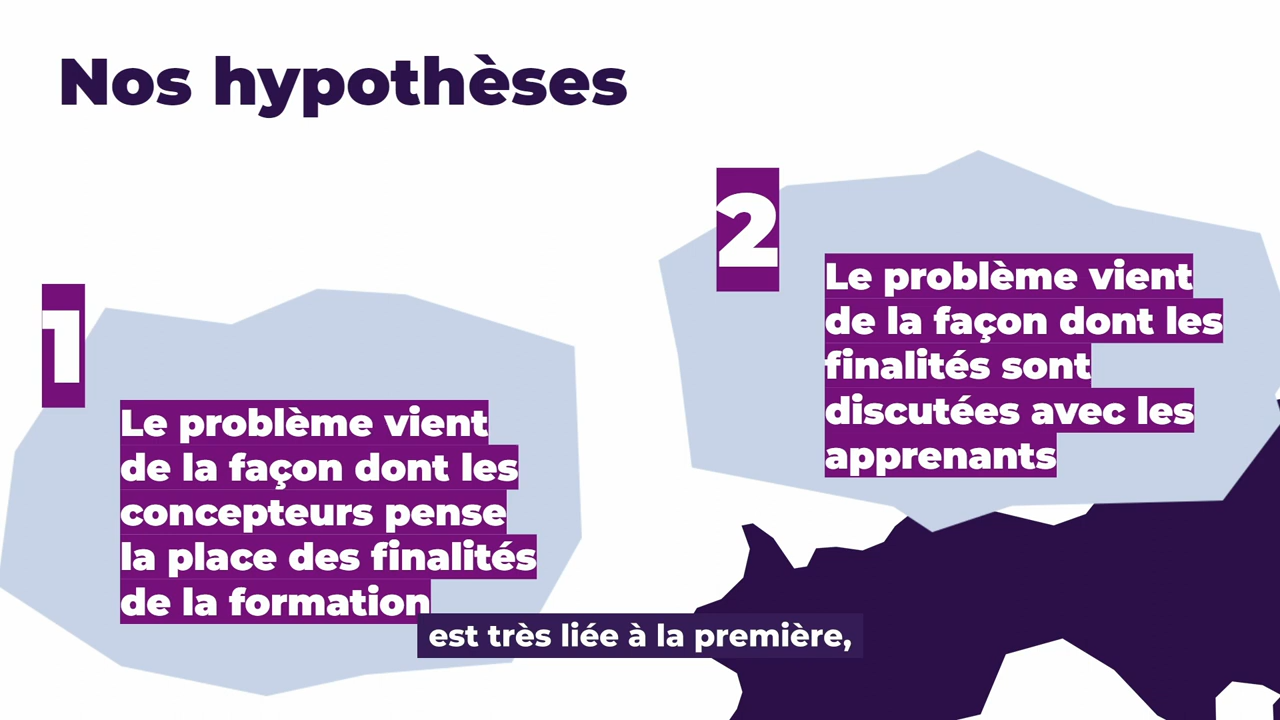 Nos hypothèses
1
Le problème vient
de la façon dont les
concepteurs pense
la place des finalités
de la formation
2
Le problème vient
de la façon dont les
finalités sont
discutées avec les
apprenants
est très liée à la première,